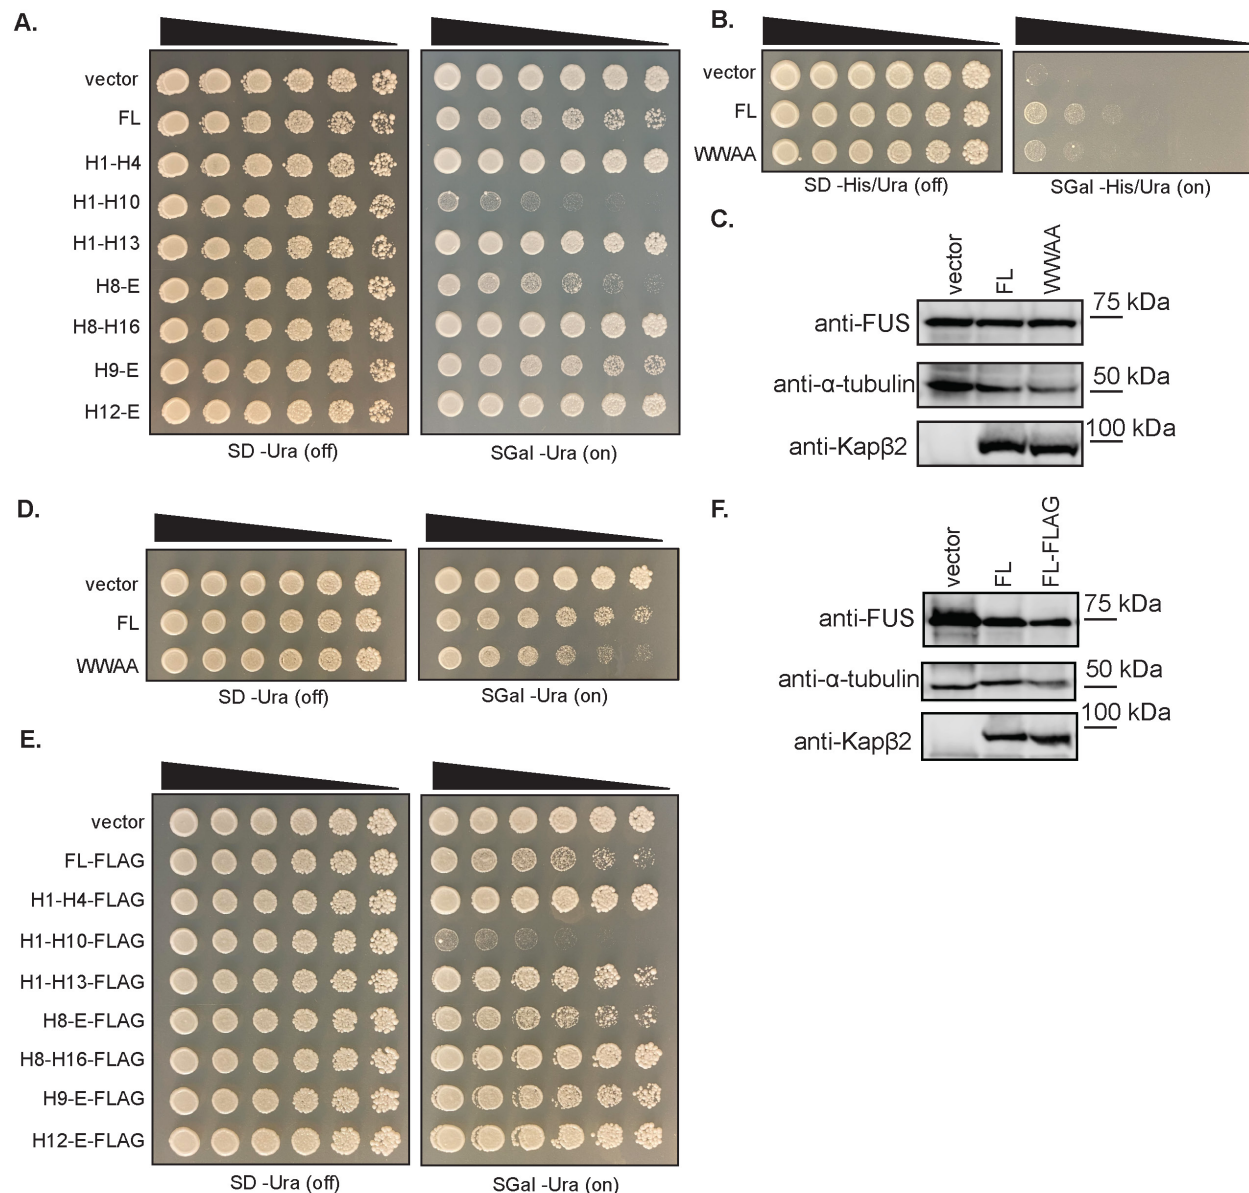 A.
vector
FL
H1-H4
H1-H10
H1-H13
H8-E
H8-H16
H9-E
H12-E
SD -Ura (off)
SGal -Ura (on)
B.
vector
FL
WWAA
SD -His/Ura (off)
SGal -His/Ura (on)
C.
vector
FL
WWAA
anti-FUS
75 kDa
anti-α-tubulin
50 kDa
anti-Kapβ2
100 kDa
D.
vector
FL
WWAA
SD -Ura (off)
SGal -Ura (on)
E.
vector
FL-FLAG
H1-H4-FLAG
H1-H10-FLAG
H1-H13-FLAG
H8-E-FLAG
H8-H16-FLAG
H9-E-FLAG
H12-E-FLAG
SD -Ura (off)
SGal -Ura (on)
F.
vector
FL
FL-FLAG
anti-FUS
75 kDa
anti-α-tubulin
50 kDa
anti-Kapβ2
100 kDa